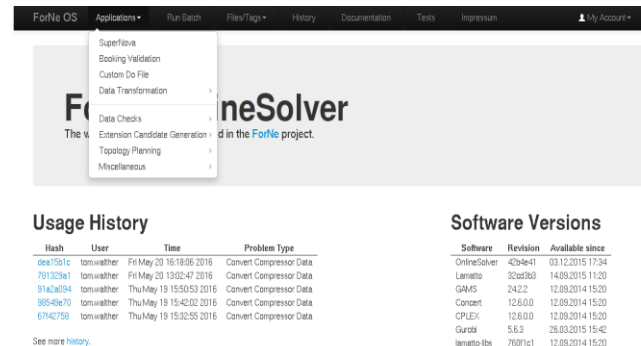 ForNe OS Applications Run Batch Files/Tags History Documentation Tests Impressum My Account
SuperNova
Booking Validation
Custom Do File
Data Transformation
Data Checks
Extension Candidate Generation
Topology Planning
Miscellaneous
Fo neSolver
The w d in the ForNe project.
Usage History
Hash User Time Problem Type
dea15b1c tom.walther Fri May 20 16:18:06 2016 Convert Compressor Data
781329a1 tom.walther Fri May 20 13:02:47 2016 Convert Compressor Data
91a2a094 tom.walther Thu May 19 15:50:53 2016 Convert Compressor Data
98549e70 tom.walther Thu May 19 15:42:02 2016 Convert Compressor Data
67f42758 tom.walther Thu May 19 15:32:55 2016 Convert Compressor Data
See more history.
Software Versions
Software Revision Available since
OnlineSolver 42b4e41 03.12.2015 17:34
Lamatto 32cd3b3 14.09.2015 11:20
GAMS 24.2.2 12.09.2014 15:20
Concert 12.6.0.0 12.09.2014 15:20
CPLEX 12.6.0.0 12.09.2014 15:20
Gurobi 5.6.3 26.03.2015 15:42
lamatto-libs 760f1c1 12.09.2014 15:20